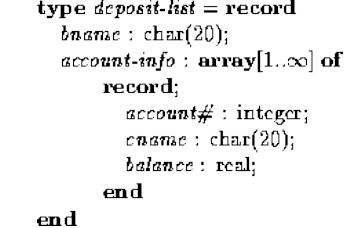 type deposit-list = record
bname : char(20);
account-info : array[1..∞] of
record;
account# : integer;
cname : char(20);
balance : real;
end
end